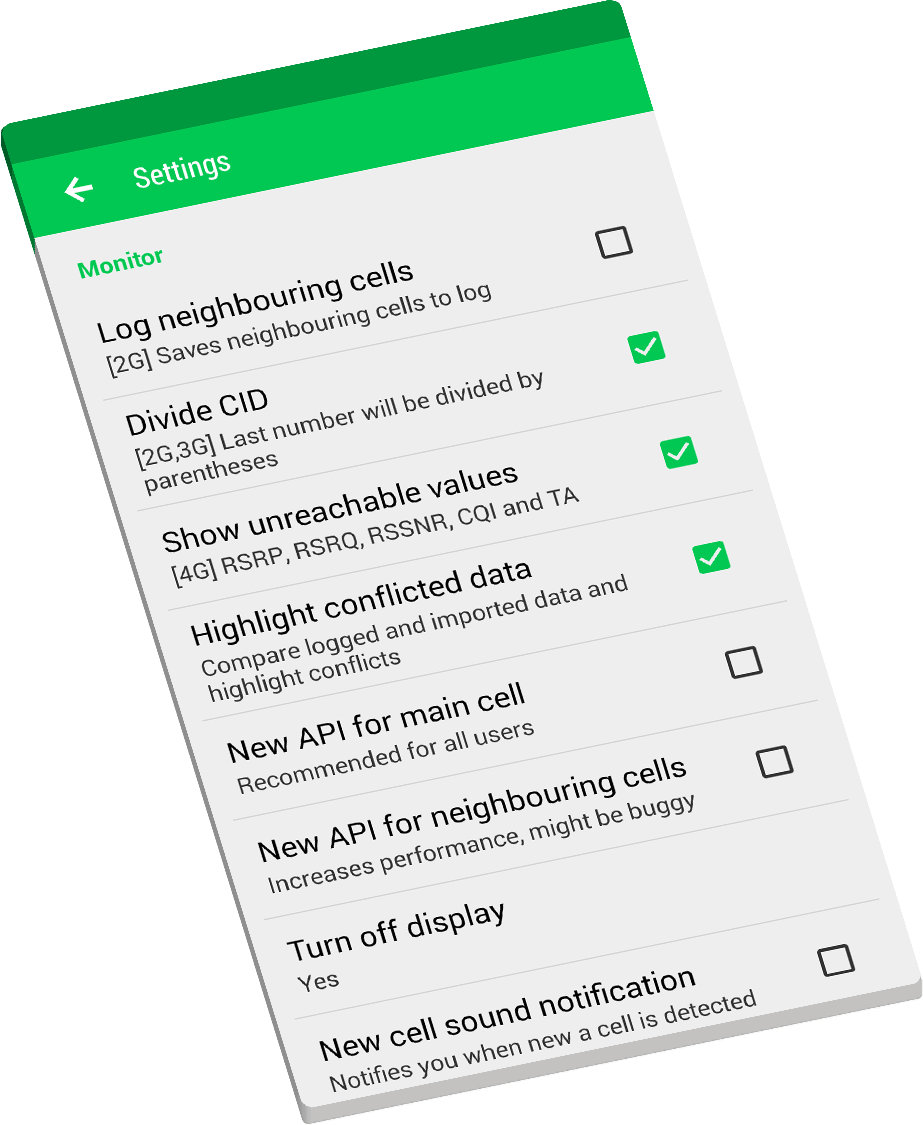 Settings
Monitor
Log neighbouring cells
[2G] Saves neighbouring cells to log
Divide CID
[2G,3G] Last number will be divided by
parentheses
Show unreachable values
[4G] RSRP, RSRQ, RSSNR, CQI and TA
Highlight conflicted data
Compare logged and imported data and
highlight conflicts
New API for main cell
Recommended for all users
New API for neighbouring cells
Increases performance, might be buggy
Turn off display
Yes
New cell sound notification
Notifies you when new a cell is detected